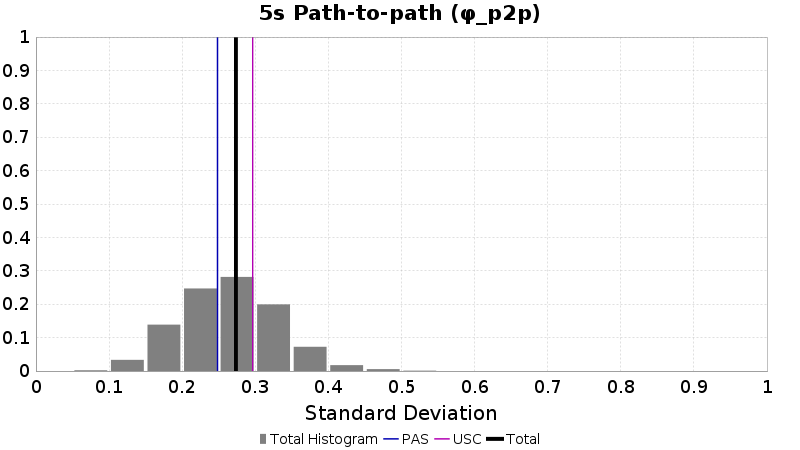 5s Path-to-path (φ_p2p)
1
0.9
0.8
0.7
0.6
0.5
0.4
0.3
0.2
0.1
0
0 0.1 0.2 0.3 0.4 0.5 0.6 0.7 0.8 0.9 1
Standard Deviation
Total Histogram PAS USC Total